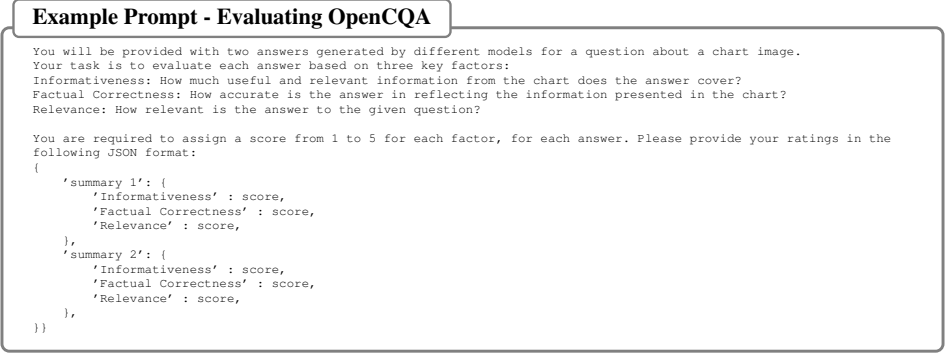 Example Prompt - Evaluating OpenCQA
You will be provided with two answers generated by different models for a question about a chart image.
Your task is to evaluate each answer based on three key factors:
Informativeness: How much useful and relevant information from the chart does the answer cover?
Factual Correctness: How accurate is the answer in reflecting the information presented in the chart?
Relevance: How relevant is the answer to the given question?
You are required to assign a score from 1 to 5 for each factor, for each answer. Please provide your ratings in the
following JSON format:
{
    ’summary 1’: {
        ’Informativeness’ : score,
        ’Factual Correctness’ : score,
        ’Relevance’ : score,
    },
    ’summary 2’: {
        ’Informativeness’ : score,
        ’Factual Correctness’ : score,
        ’Relevance’ : score,
    },
}}